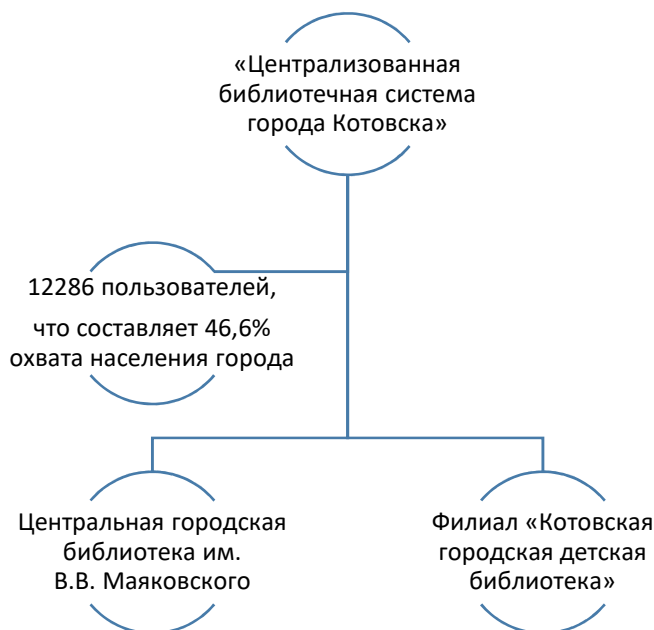 «Централизованная
библиотечная система
города Котовска»
12286 пользователей,
что составляет 46,6%
охвата населения города
Центральная городская
библиотека им.
В.В. Маяковского
Филиал «Котовская
городская детская
библиотека»